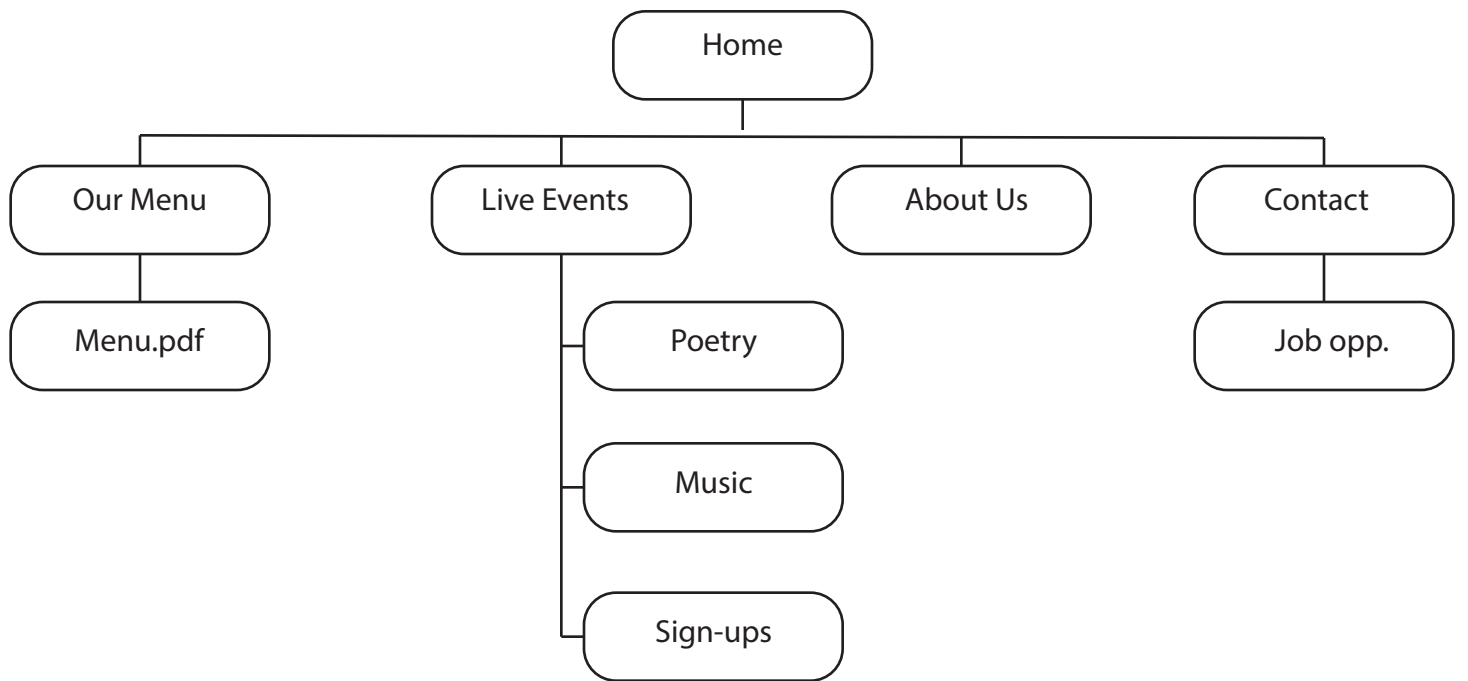 Home
Our Menu
Live Events
About Us
Contact
Menu.pdf
Poetry
Job opp.
Music
Sign-ups